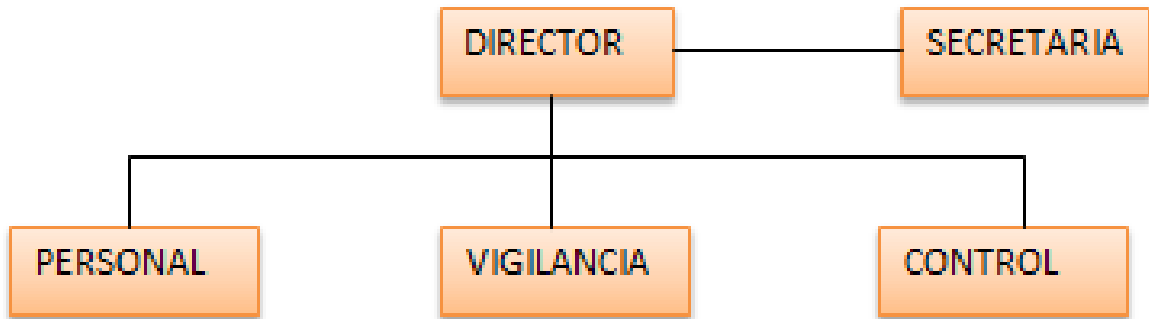 DIRECTOR
SECRETARIA
PERSONAL
VIGILANCIA
CONTROL